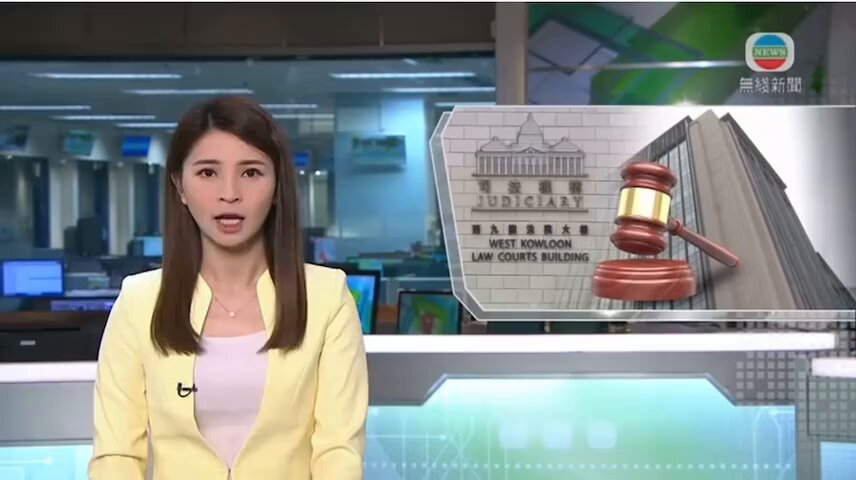 NEWS
無綫新聞
司法機構
JUDICIARY
西九龍法院大樓
WEST KOWLOON
LAW COURTS BUILDING